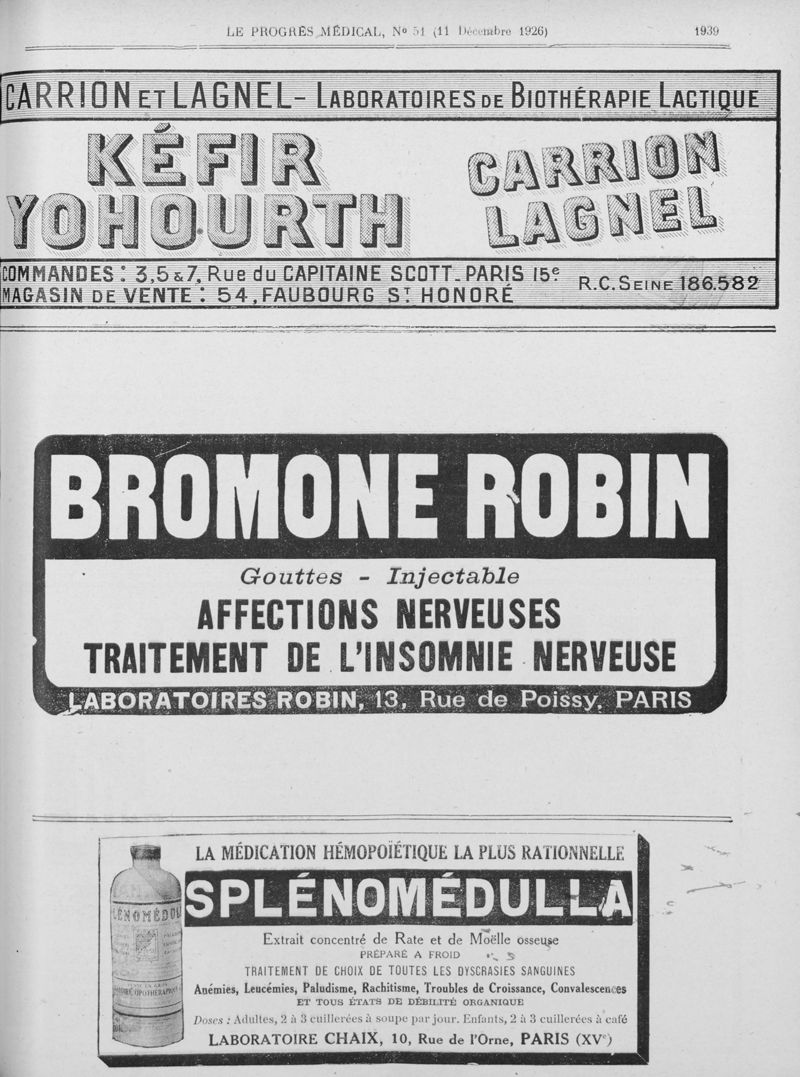 LE PROGRÈS MÉDICAL, No 51 (11 Décembre 1926) 1939
CARRION ET LAGNEL - LABORATOIRES DE BIOTHÉRAPIE LACTIQUE
KÉFIR
YOHOURTH
CARRION
LAGNEL
COMMANDES : 3,5 & 7, Rue du CAPITAINE SCOTT_PARIS 15e
MAGASIN DE VENTE : 54, FAUBOURG ST HONORÉ
R.C. SEINE 186.582
BROMONE ROBIN
Gouttes - Injectable
AFFECTIONS NERVEUSES
TRAITEMENT DE L'INSOMNIE NERVEUSE
LABORATOIRES ROBIN, 13, Rue de Poissy, PARIS
LA MÉDICATION HÉMOPOÏÉTIQUE LA PLUS RATIONNELLE
SPLÉNOMÉDULLA
Extrait concentré de Rate et de Moëlle osseuse
PRÉPARÉ A FROID
TRAITEMENT DE CHOIX DE TOUTES LES DYSCRASIES SANGUINES
Anémies, Leucémies, Paludisme, Rachitisme, Troubles de Croissance, Convalescences
ET TOUS ÉTATS DE DÉBILITÉ ORGANIQUE
Doses : Adultes, 2 à 3 cuillerées à soupe par jour. Enfants, 2 à 3 cuillerées à café
LABORATOIRE CHAIX, 10, Rue de l'Orne, PARIS (XVe)